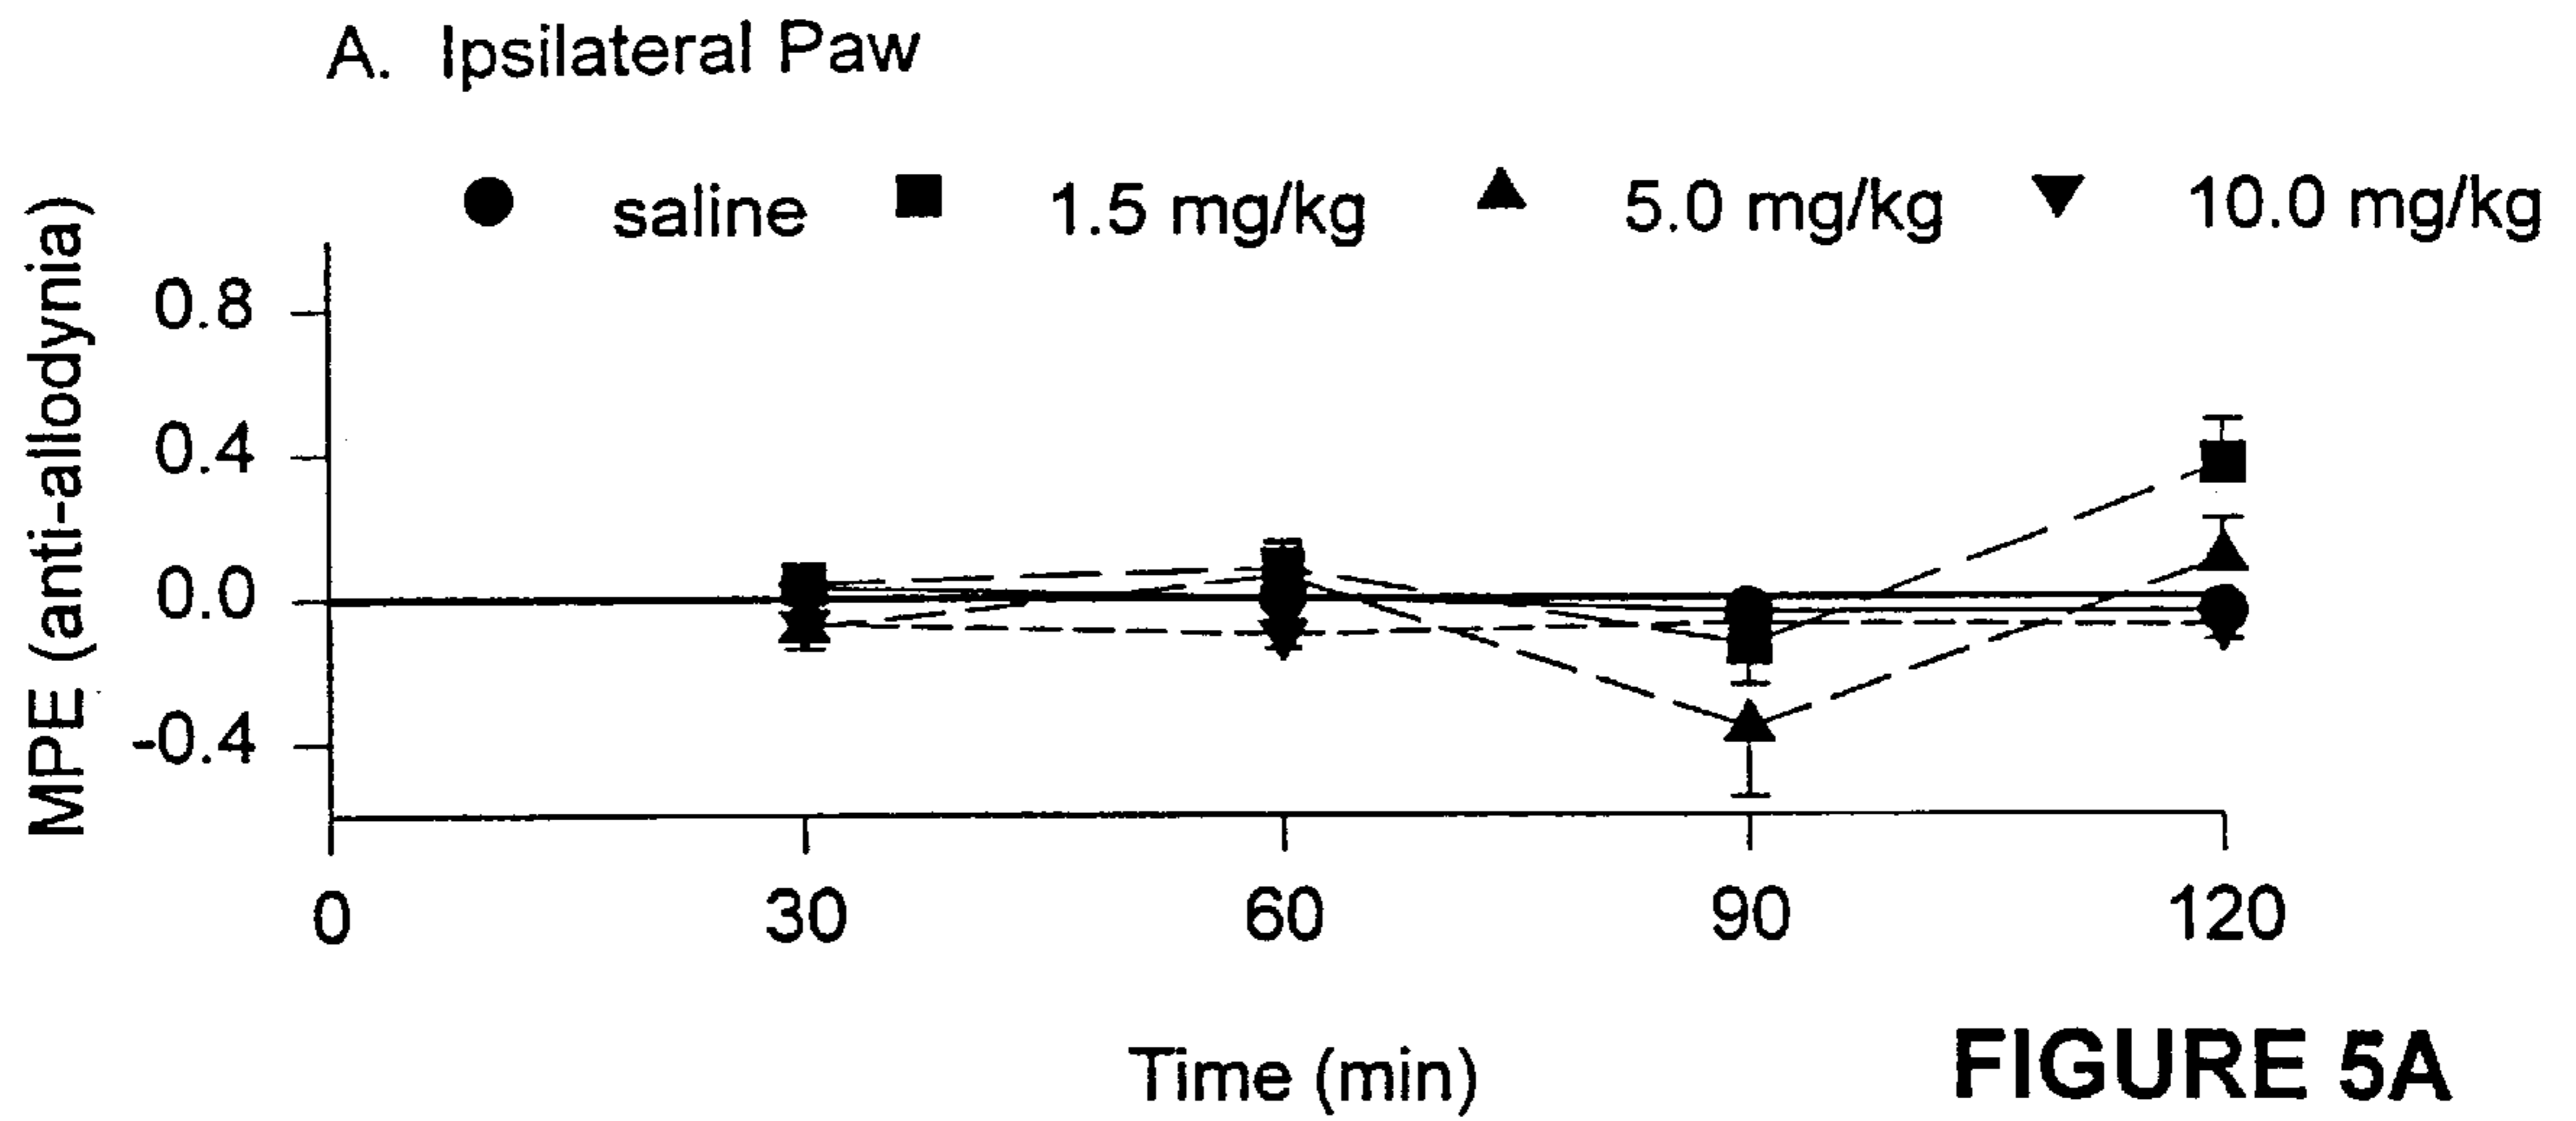 A. Ipsilateral Paw
saline 1.5 mg/kg 5.0 mg/kg 10.0 mg/kg
MPE (anti-allodynia)
0.8
0.4
0.0
-0.4
0 30 60 90 120
Time (min)
FIGURE 5A